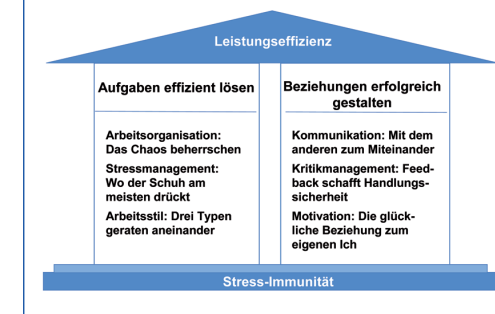 Leistungseffizienz
Aufgaben effizient lösen
Arbeitsorganisation:
Das Chaos beherrschen
Stressmanagement:
Wo der Schuh am
meisten drückt
Arbeitsstil: Drei Typen
geraten aneinander
Beziehungen erfolgreich
gestalten
Kommunikation: Mit dem
anderen zum Miteinander
Kritikmanagement: Feed-
back schafft Handlungs-
sicherheit
Motivation: Die glück-
liche Beziehung zum
eigenen Ich
Stress-Immunität